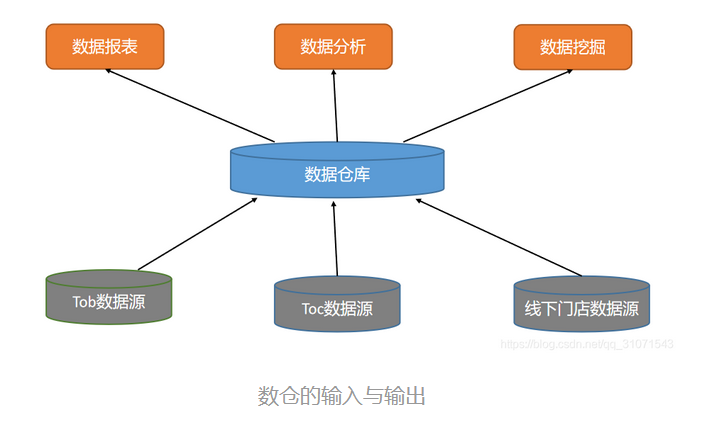 数据报表
数据分析
数据挖掘
数据仓库
Tob数据源
Toc数据源
线下门店数据源
https://blog.csdn.net/qq_31071543
数仓的输入与输出